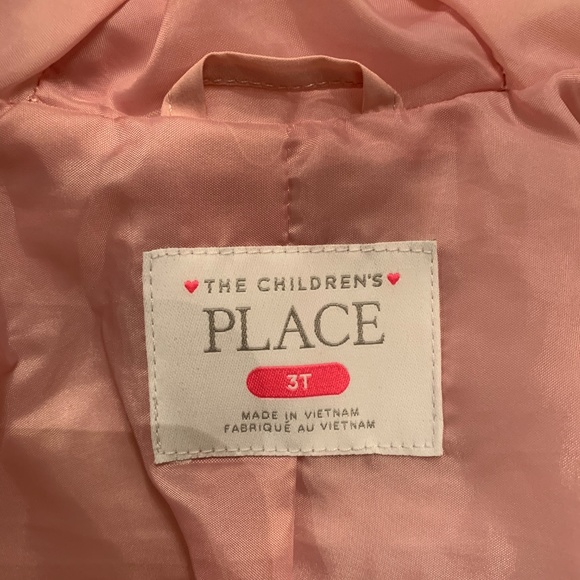 THE CHILDREN'S
PLACE
3T
MADE IN VIETNAM
FABRIQUÉ AU VIETNAM